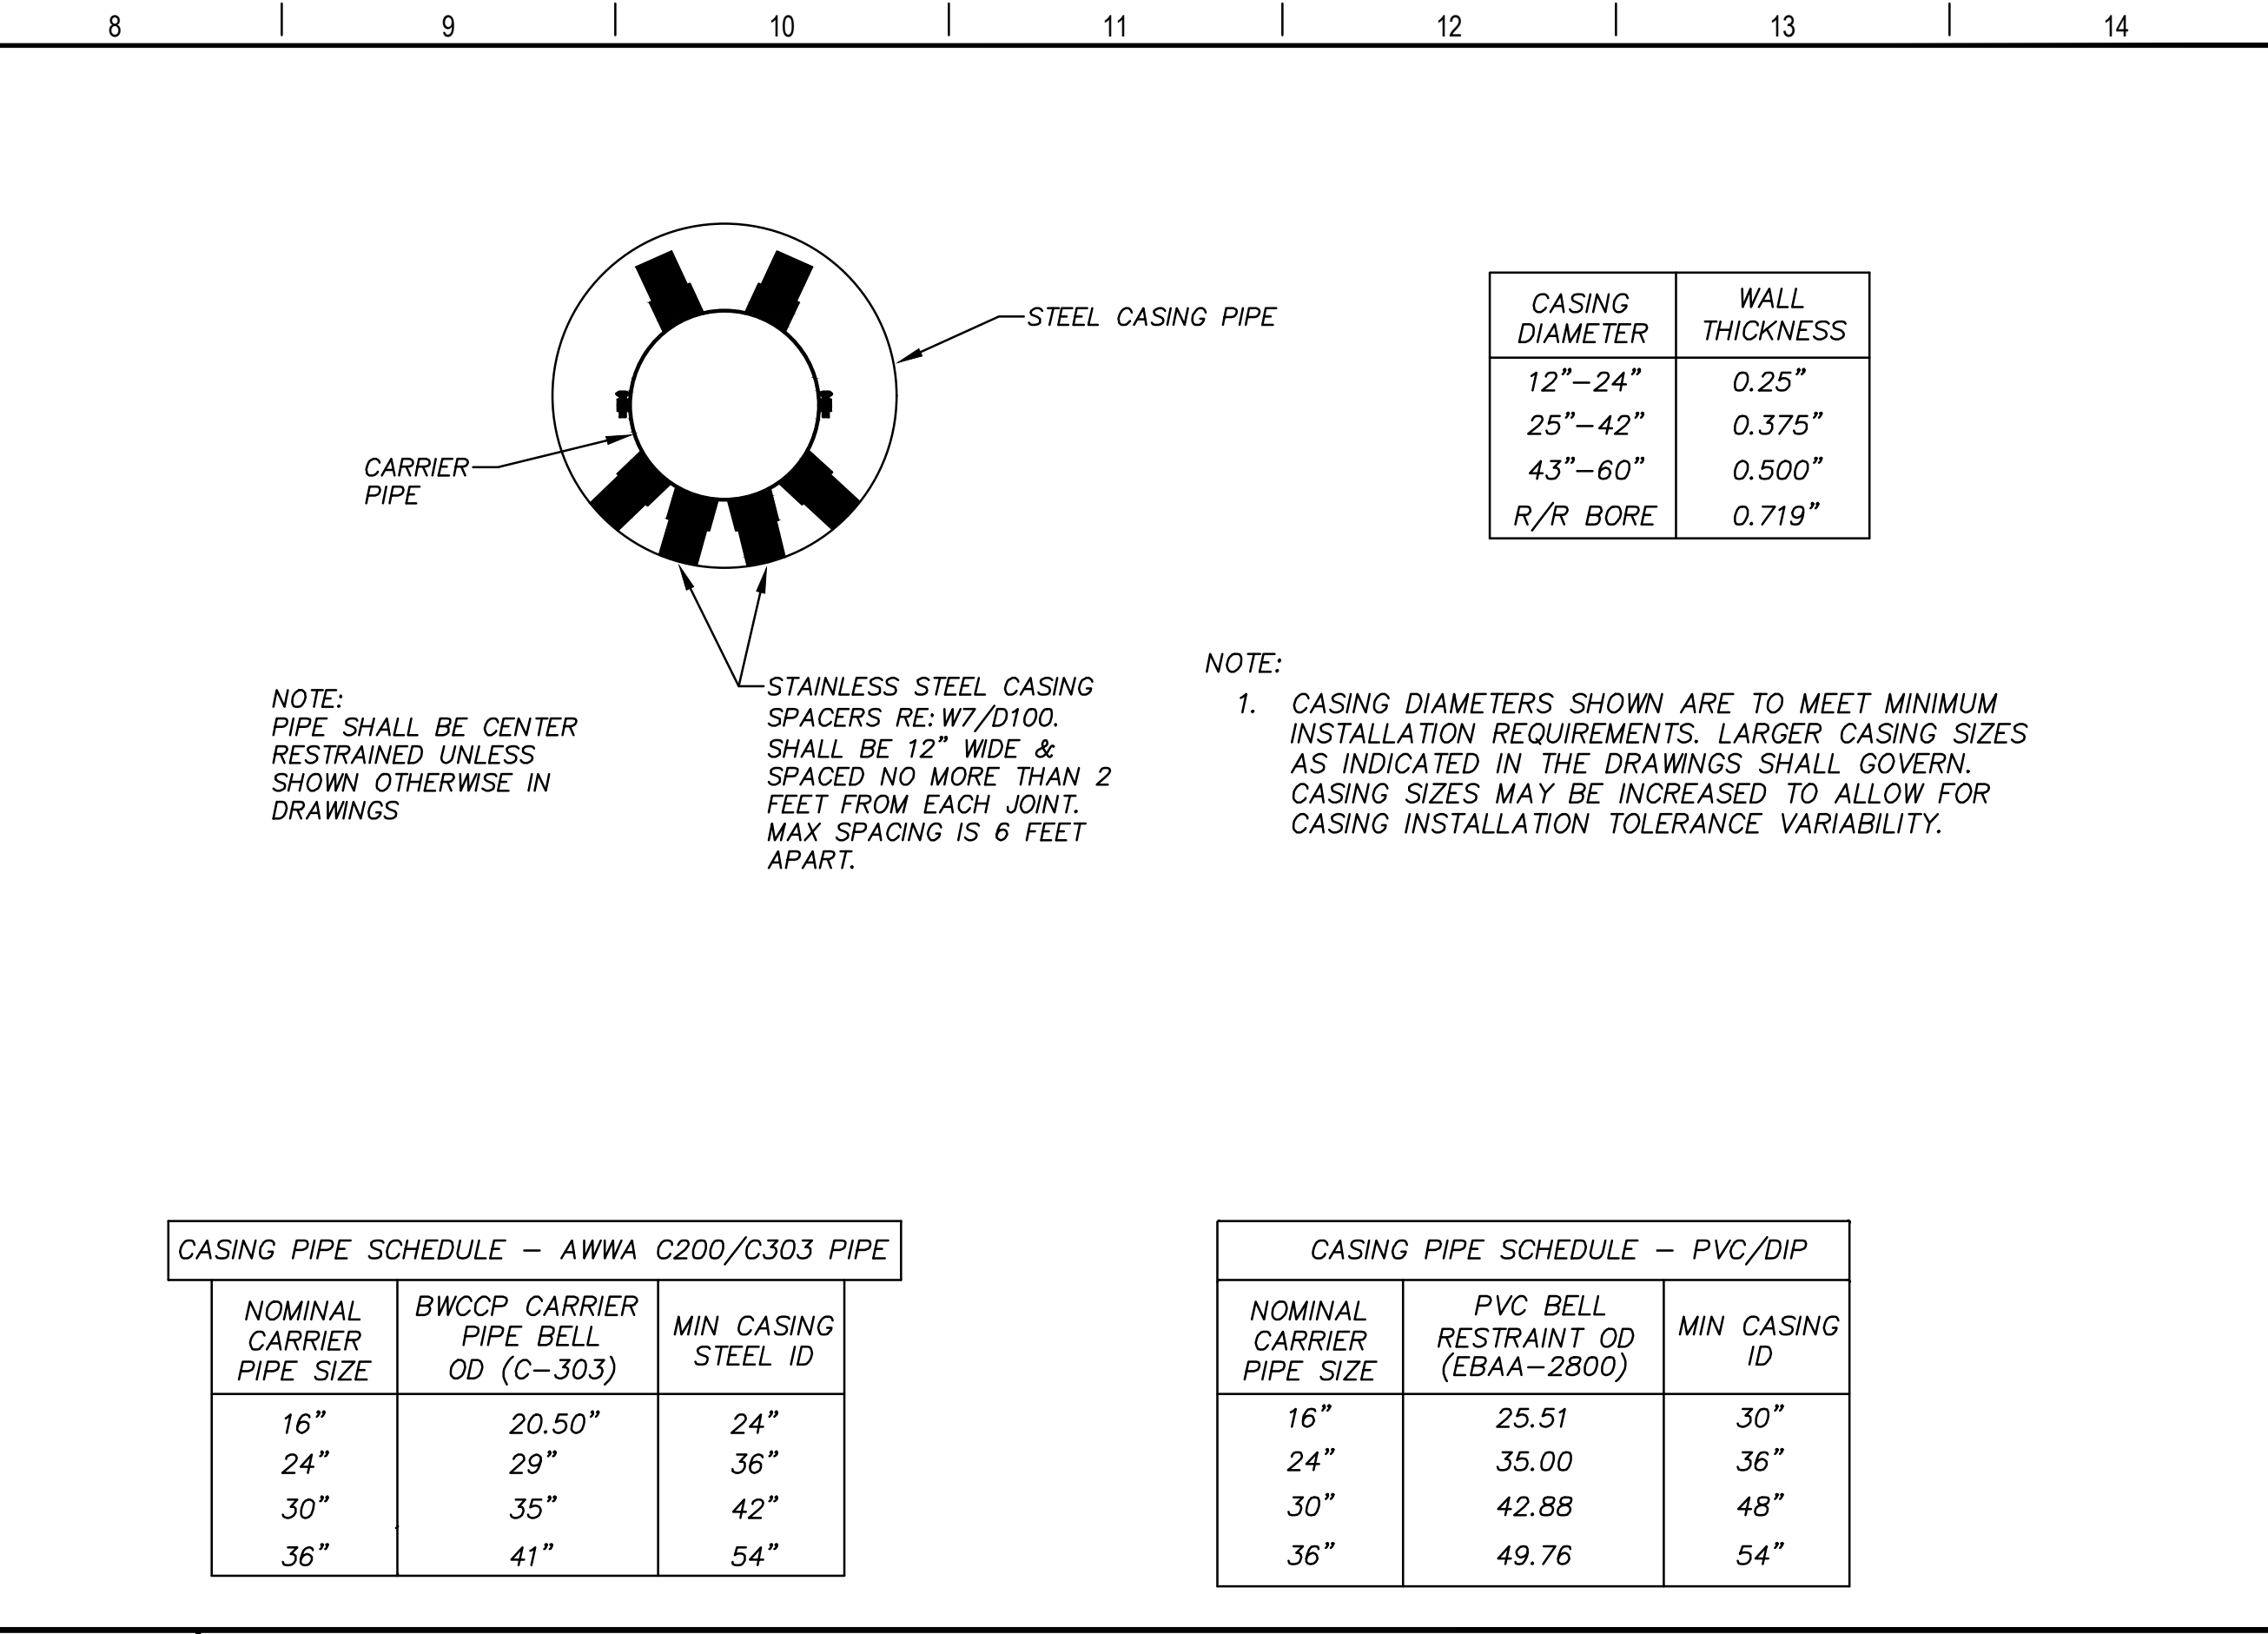 8 9 10 11 12 13 14
STEEL CASING PIPE
CARRIER
PIPE
CASING
DIAMETER
WALL
THICKNESS
12"-24" 0.25"
25"-42" 0.375"
43"-60" 0.500"
R/R BORE 0.719"
NOTE:
PIPE SHALL BE CENTER
RESTRAINED UNLESS
SHOWN OTHERWISE IN
DRAWINGS
STAINLESS STEEL CASING
SPACERS RE: W7/D100.
SHALL BE 12" WIDE &
SPACED NO MORE THAN 2
FEET FROM EACH JOINT.
MAX SPACING IS 6 FEET
APART.
NOTE:
1. CASING DIAMETERS SHOWN ARE TO MEET MINIMUM
INSTALLATION REQUIREMENTS. LARGER CASING SIZES
AS INDICATED IN THE DRAWINGS SHALL GOVERN.
CASING SIZES MAY BE INCREASED TO ALLOW FOR
CASING INSTALLATION TOLERANCE VARIABILITY.
CASING PIPE SCHEDULE - AWWA C200/C303 PIPE
NOMINAL
CARRIER
PIPE SIZE
BWCCP CARRIER
PIPE BELL
OD (C-303)
MIN CASING
STEEL ID
16" 20.50" 24"
24" 29" 36"
30" 35" 42"
36" 41" 54"
CASING PIPE SCHEDULE - PVC/DIP
NOMINAL
CARRIER
PIPE SIZE
PVC BELL
RESTRAINT OD
(EBAA-2800)
MIN CASING
ID
16" 25.51 30"
24" 35.00 36"
30" 42.88 48"
36" 49.76 54"